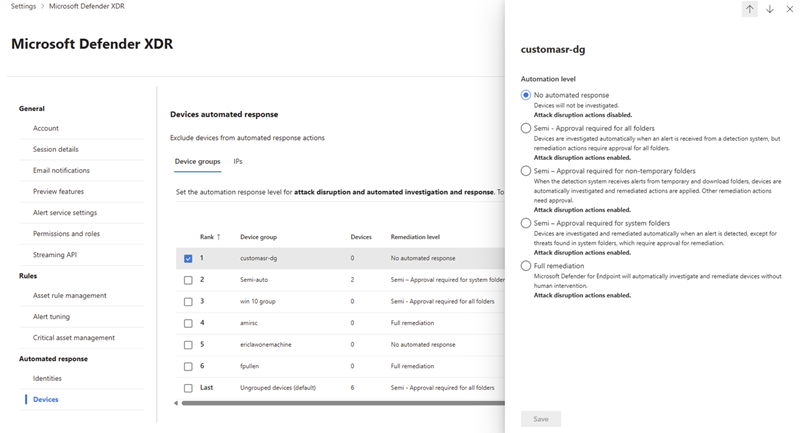 Settings > Microsoft Defender XDR
Microsoft Defender XDR
General
Account
Session details
Email notifications
Preview features
Alert service settings
Permissions and roles
Streaming API
Rules
Asset rule management
Alert tuning
Critical asset management
Automated response
Identities
Devices
Devices automated response
Exclude devices from automated response actions
Device groups IPs
Set the automation response level for attack disruption and automated investigation and response. To
Rank ↑ Device group Devices Remediation level
1 customasr-dg 0 No automated response
2 Semi-auto 2 Semi – Approval required for system folder
3 win 10 group 0 Semi - Approval required for all folders
4 amirsc 0 Full remediation
5 ericlawonemachine 0 No automated response
6 fpullen 0 Full remediation
Last Ungrouped devices (default) 6 Semi - Approval required for all folders
customasr-dg
Automation level
No automated response
Devices will not be investigated.
Attack disruption actions disabled.
Semi - Approval required for all folders
Devices are investigated automatically when an alert is received from a detection system, but
remediation actions require approval for all folders.
Attack disruption actions enabled.
Semi – Approval required for non-temporary folders
When the detection system receives alerts from temporary and download folders, devices are
automatically investigated and remediated actions are applied. Other remediation actions
need approval.
Attack disruption actions enabled.
Semi – Approval required for system folders
Devices are investigated and remediated automatically when an alert is detected, except for
threats found in system folders, which require approval for remediation.
Attack disruption actions enabled.
Full remediation
Microsoft Defender for Endpoint will automatically investigate and remediate devices without
human intervention.
Attack disruption actions enabled.
Save